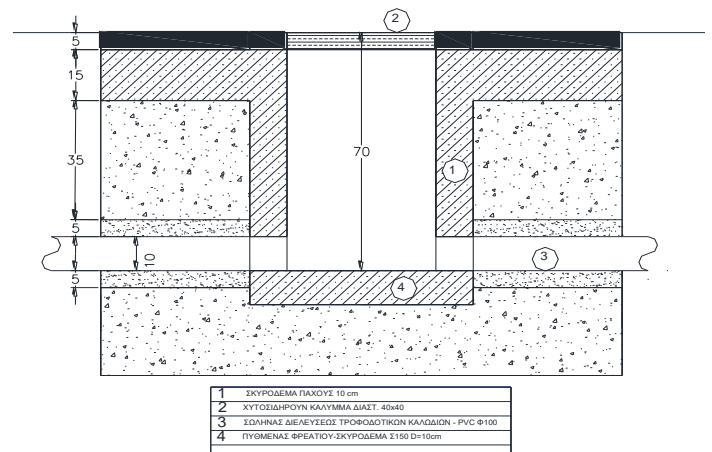 2
5
15
35
70
1
5
10
3
5
4
1 ΣΚΥΡΟΔΕΜΑ ΠΑΧΟΥΣ 10 cm
2 ΧΥΤΟΣΙΔΗΡΟΥΝ ΚΑΛΥΜΜΑ ΔΙΑΣΤ. 40x40
3 ΣΩΛΗΝΑΣ ΔΙΕΛΕΥΣΕΩΣ ΤΡΟΦΟΔΟΤΙΚΩΝ ΚΑΛΩΔΙΩΝ - PVC Φ100
4 ΠΥΘΜΕΝΑΣ ΦΡΕΑΤΙΟΥ-ΣΚΥΡΟΔΕΜΑ Σ150 D=10cm